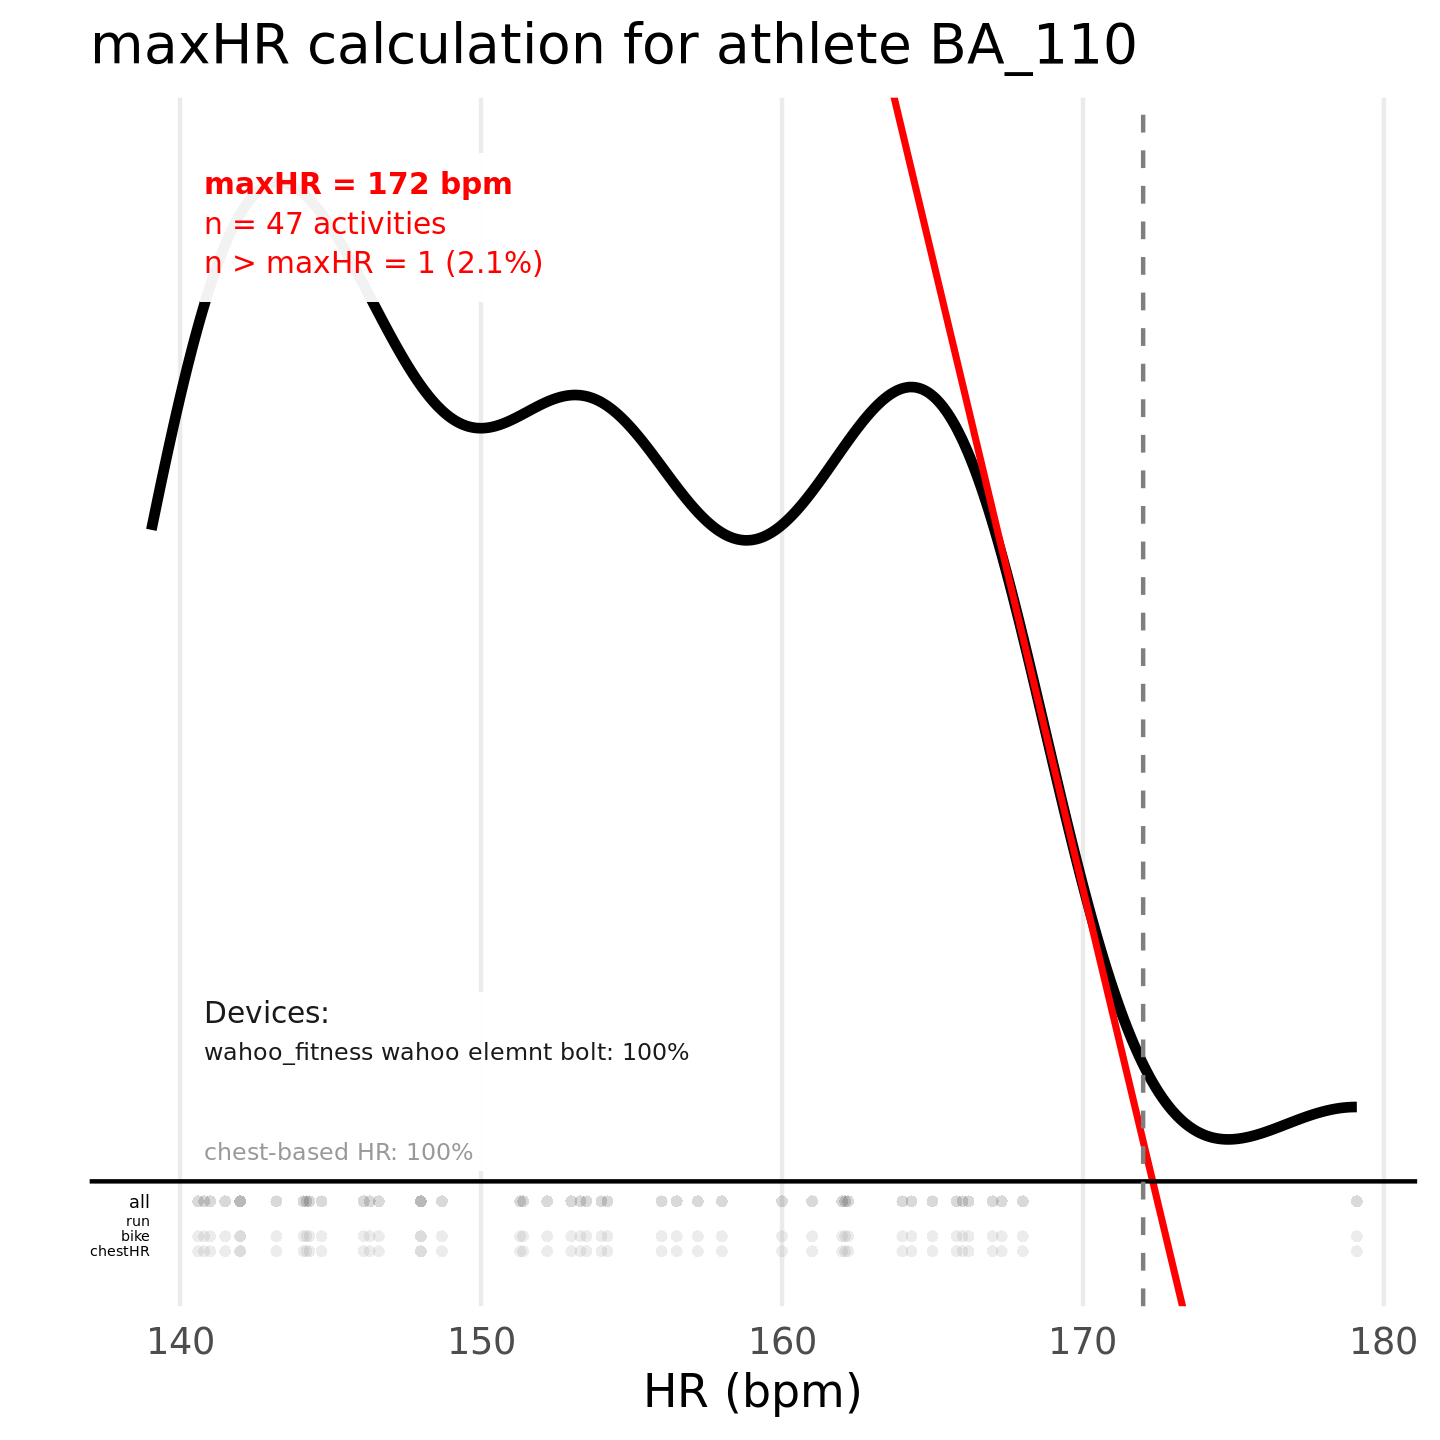 maxHR calculation for athlete BA_110
maxHR = 172 bpm
n = 47 activities
n > maxHR = 1 (2.1%)
Devices:
wahoo_fitness wahoo elemnt bolt: 100%
chest-based HR: 100%
all
run
bike
chestHR
140 150 160 170 180
HR (bpm)